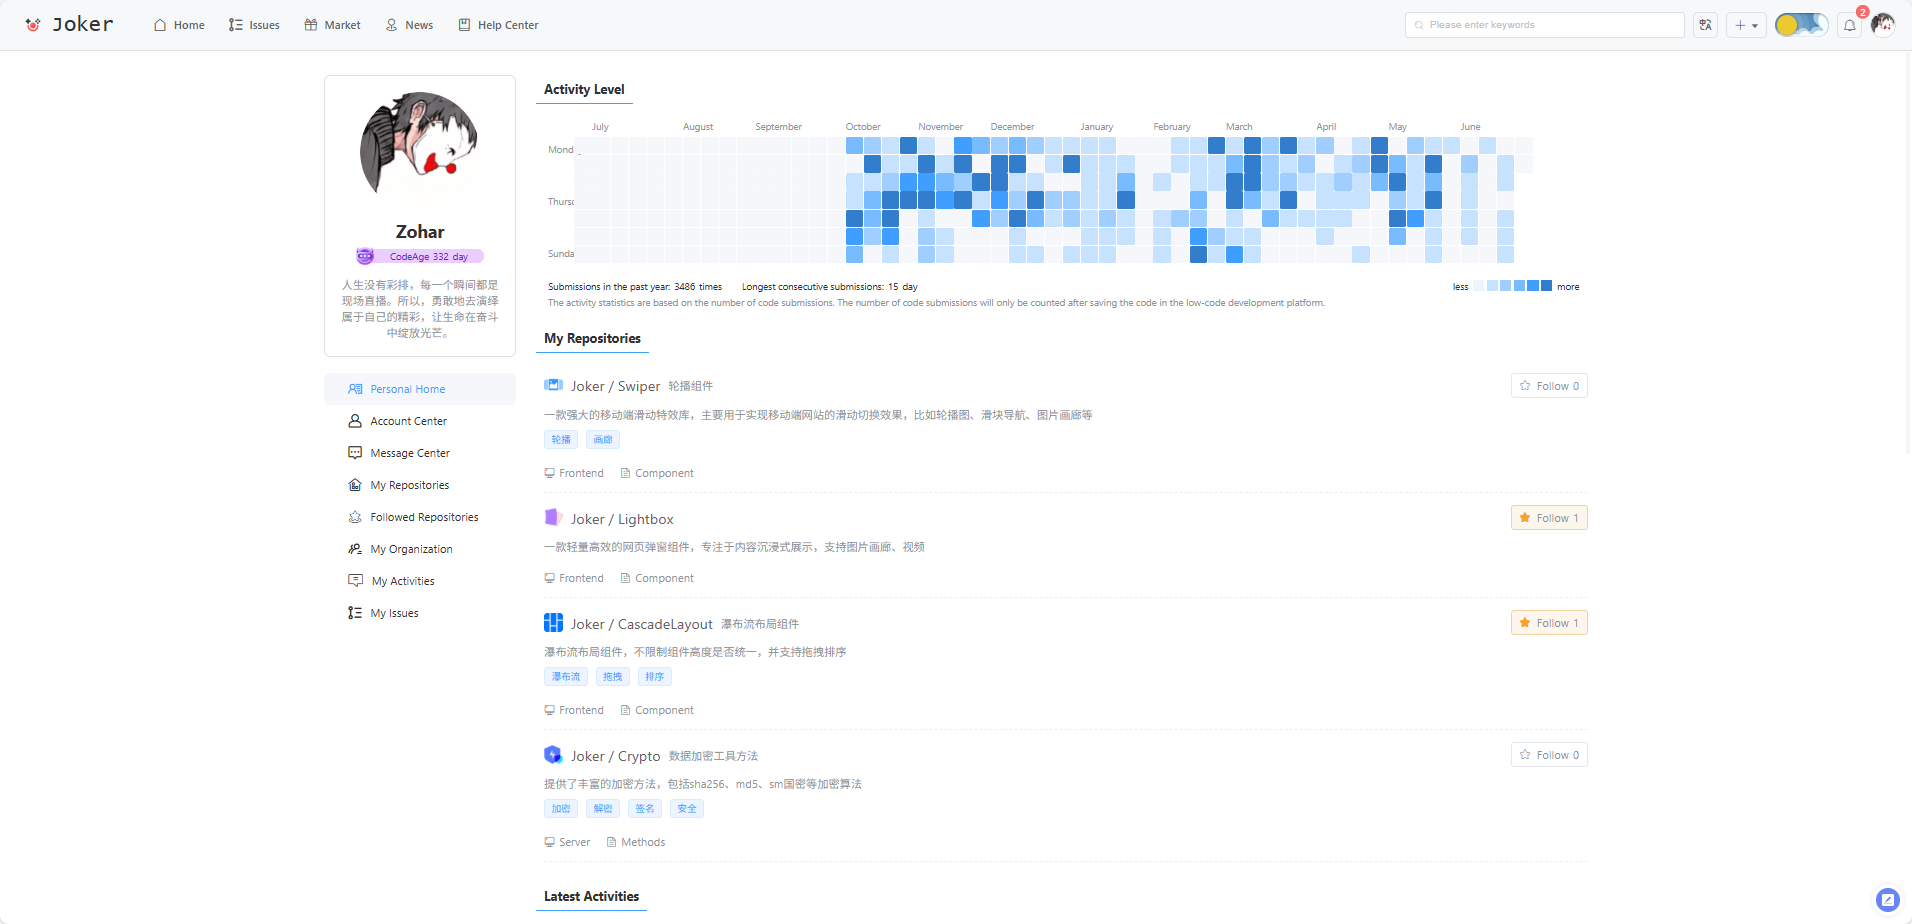 Joker
Home
Issues
Market
News
Help Center
Please enter keywords
2
Zohar
CodeAge 332 day
人生没有彩排，每一个瞬间都是
现场直播。所以，勇敢地去演绎
属于自己的精彩，让生命在奋斗
中绽放光芒。
Personal Home
Account Center
Message Center
My Repositories
Followed Repositories
My Organization
My Activities
My Issues
Activity Level
July August September October November December January February March April May June
Mond
Thurs
Sunda
Submissions in the past year: 3486 times Longest consecutive submissions: 15 day
less more
The activity statistics are based on the number of code submissions. The number of code submissions will only be counted after saving the code in the low-code development platform.
My Repositories
Joker / Swiper 轮播组件
Follow 0
一款强大的移动端滑动特效库，主要用于实现移动端网站的滑动切换效果，比如轮播图、滑块导航、图片画廊等
轮播 画廊
Frontend Component
Joker / Lightbox
Follow 1
一款轻量高效的网页弹窗组件，专注于内容沉浸式展示，支持图片画廊、视频
Frontend Component
Joker / CascadeLayout 瀑布流布局组件
Follow 1
瀑布流布局组件，不限制组件高度是否统一，并支持拖拽排序
瀑布流 拖拽 排序
Frontend Component
Joker / Crypto 数据加密工具方法
Follow 0
提供了丰富的加密方法，包括sha256、md5、sm国密等加密算法
加密 解密 签名 安全
Server Methods
Latest Activities